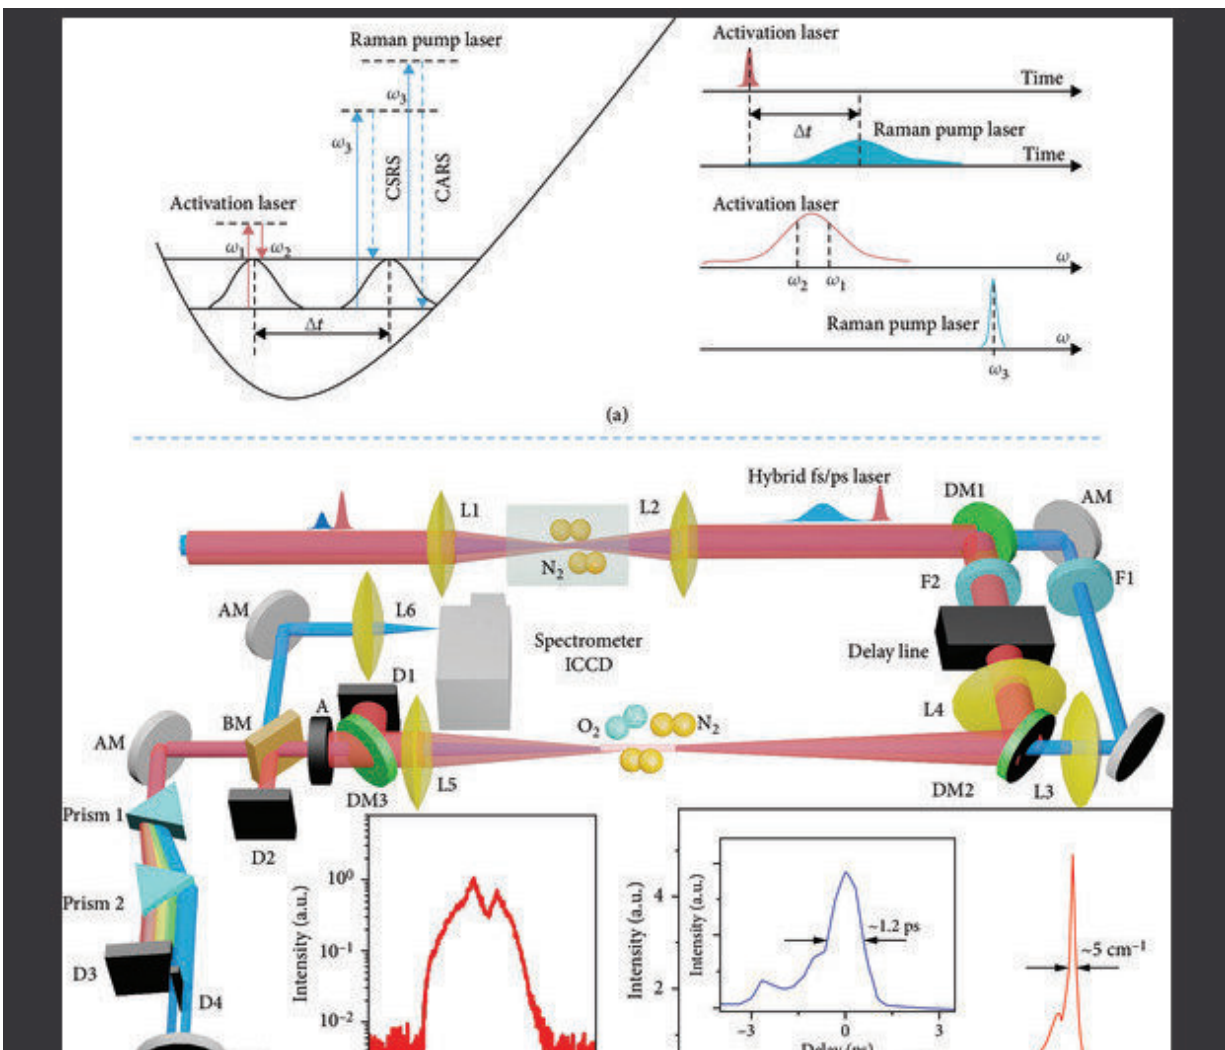 Raman pump laser
ω3
ω3
CSRS
CARS
Activation laser
ω1
ω2
Δt
Activation laser
Time
Δt
Raman pump laser
Time
Activation laser
ω
ω2
ω1
Raman pump laser
ω
ω3
(a)
Hybrid fs/ps laser
L1
L2
DM1
AM
N2
F2
F1
AM
L6
Spectrometer
ICCD
Delay line
D1
L4
A
BM
AM
O2
N2
DM3
L5
DM2
L3
Prism 1
D2
Prism 2
D3
D4
Intensity (a.u.)
10⁰
10⁻¹
10⁻²
Intensity (a.u.)
4
2
Intensity (a.u.)
~1.2 ps
−3
0
3
Delay (ps)
~5 cm⁻¹